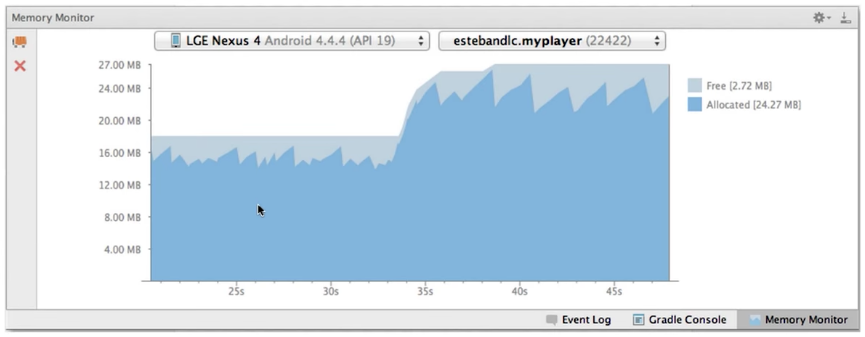 Memory Monitor
LGE Nexus 4 Android 4.4.4 (API 19)
estebandlc.myplayer (22422)
27.00 MB
24.00 MB
20.00 MB
16.00 MB
12.00 MB
8.00 MB
4.00 MB
Free [2.72 MB]
Allocated [24.27 MB]
25s
30s
35s
40s
45s
Event Log
Gradle Console
Memory Monitor